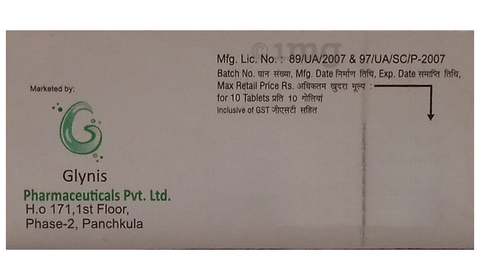 Mfg. Lic. No. : 89/UA/2007 & 97/UA/SC/P-2007
Batch No. घान संख्या, Mfg. Date निर्माण तिथि, Exp. Date समाप्ति तिथि,
Max Retail Price Rs. अधिकतम खुदरा मूल्य :
for 10 Tablets प्रति 10 गोलियां
Inclusive of GST जीएसटी सहित
Marketed by:
Glynis
Pharmaceuticals Pvt. Ltd.
H.o 171,1st Floor,
Phase-2, Panchkula
1mg